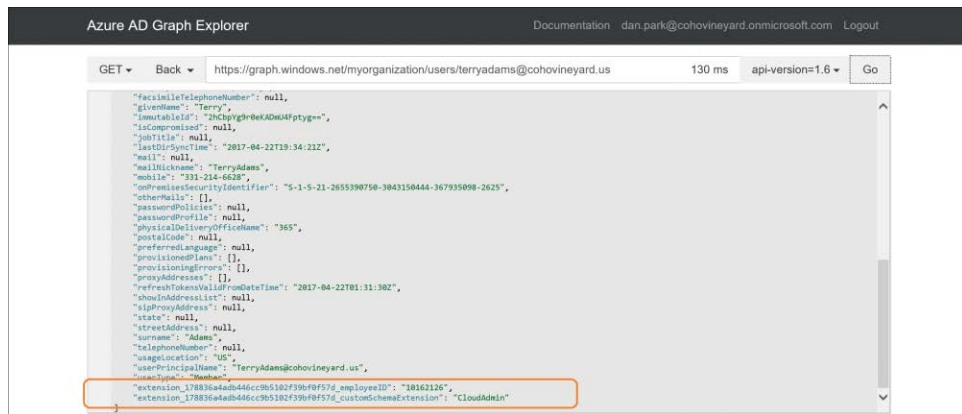 Azure AD Graph Explorer Documentation dan.park@cohovineyard.onmicrosoft.com Logout
GET Back https://graph.windows.net/myorganization/users/terryadams@cohovineyard.us 130 ms api-version=1.6 Go
"facsimileTelephoneNumber": null,
"givenName": "Terry",
"immutableId": "2hCbpYg9r0eKADmU4Fptyg==",
"isCompromised": null,
"jobTitle": null,
"lastDirSyncTime": "2017-04-22T19:34:21Z",
"mail": null,
"mailNickname": "TerryAdams",
"mobile": "331-214-6628",
"onPremisesSecurityIdentifier": "S-1-5-21-2655390750-3043150444-367935098-2625",
"otherMails": [],
"passwordPolicies": null,
"passwordProfile": null,
"physicalDeliveryOfficeName": "365",
"postalCode": null,
"preferredLanguage": null,
"provisionedPlans": [],
"provisioningErrors": [],
"proxyAddresses": [],
"refreshTokensValidFromDateTime": "2017-04-22T01:31:30Z",
"showInAddressList": null,
"sipProxyAddress": null,
"state": null,
"streetAddress": null,
"surname": "Adams",
"telephoneNumber": null,
"usageLocation": "US",
"userPrincipalName": "TerryAdams@cohovineyard.us",
"userType": "Member",
"extension_178836a4adb446cc9b5102f39bf0f57d_employeeID": "10162126",
"extension_178836a4adb446cc9b5102f39bf0f57d_customSchemaExtension": "CloudAdmin"
}